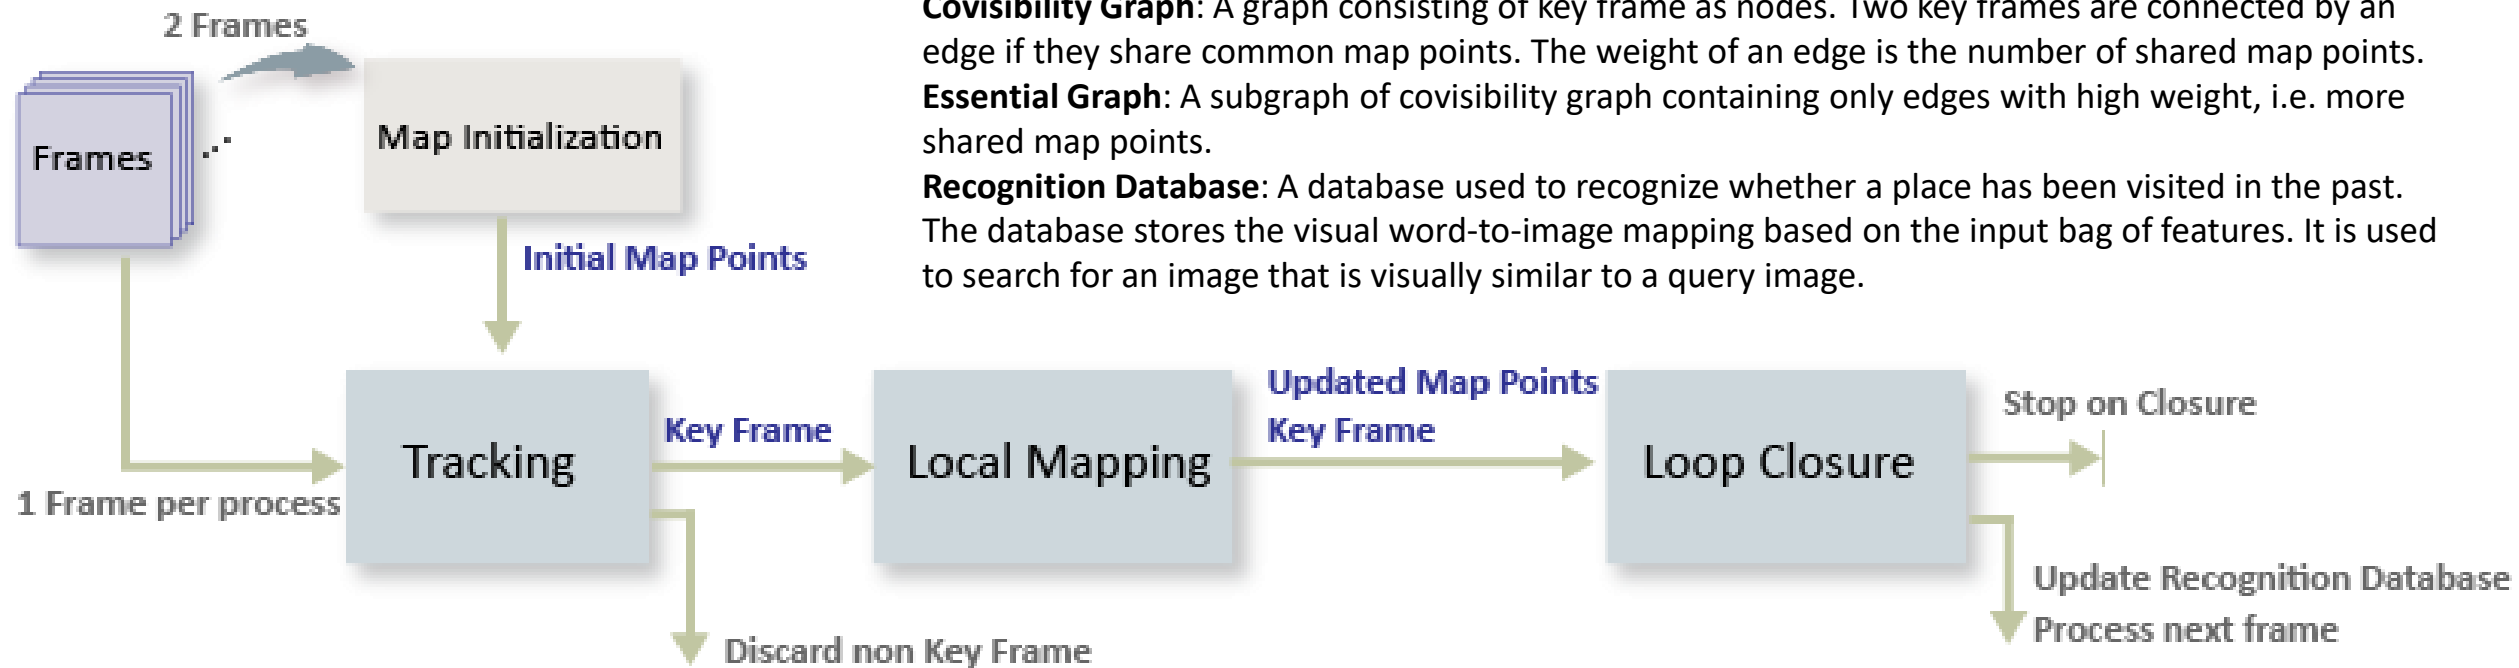 2 Frames
Frames
Map Initialization
Initial Map Points
Covisibility Graph: A graph consisting of key frame as nodes. Two key frames are connected by an
edge if they share common map points. The weight of an edge is the number of shared map points.
Essential Graph: A subgraph of covisibility graph containing only edges with high weight, i.e. more
shared map points.
Recognition Database: A database used to recognize whether a place has been visited in the past.
The database stores the visual word-to-image mapping based on the input bag of features. It is used
to search for an image that is visually similar to a query image.
1 Frame per process
Tracking
Key Frame
Discard non Key Frame
Local Mapping
Updated Map Points
Key Frame
Loop Closure
Stop on Closure
Update Recognition Database
Process next frame